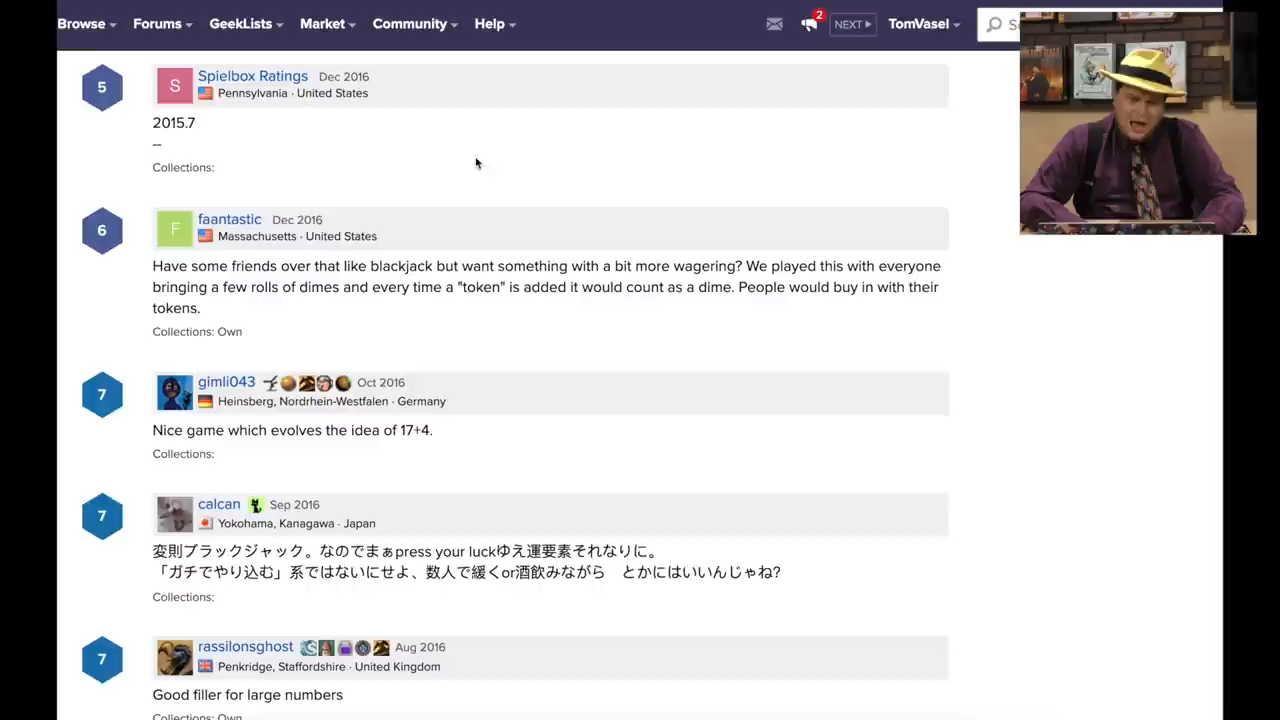 Browse Forums GeekLists Market Community Help 2 NEXT TomVasel
5 S Spielbox Ratings Dec 2016
Pennsylvania · United States
2015.7
--
Collections:
6 F faantastic Dec 2016
Massachusetts · United States
Have some friends over that like blackjack but want something with a bit more wagering? We played this with everyone
bringing a few rolls of dimes and every time a "token" is added it would count as a dime. People would buy in with their
tokens.
Collections: Own
7 gimli043 Oct 2016
Heinsberg, Nordrhein-Westfalen · Germany
Nice game which evolves the idea of 17+4.
Collections:
7 calcan Sep 2016
Yokohama, Kanagawa · Japan
変則ブラックジャック。なのでまぁpress your luckゆえ運要素それなりに。
「ガチでやり込む」系ではないにせよ、数人で緩くor酒飲みながら　とかにはいいんじゃね?
Collections:
7 rassilonsghost Aug 2016
Penkridge, Staffordshire · United Kingdom
Good filler for large numbers
Collections: Own